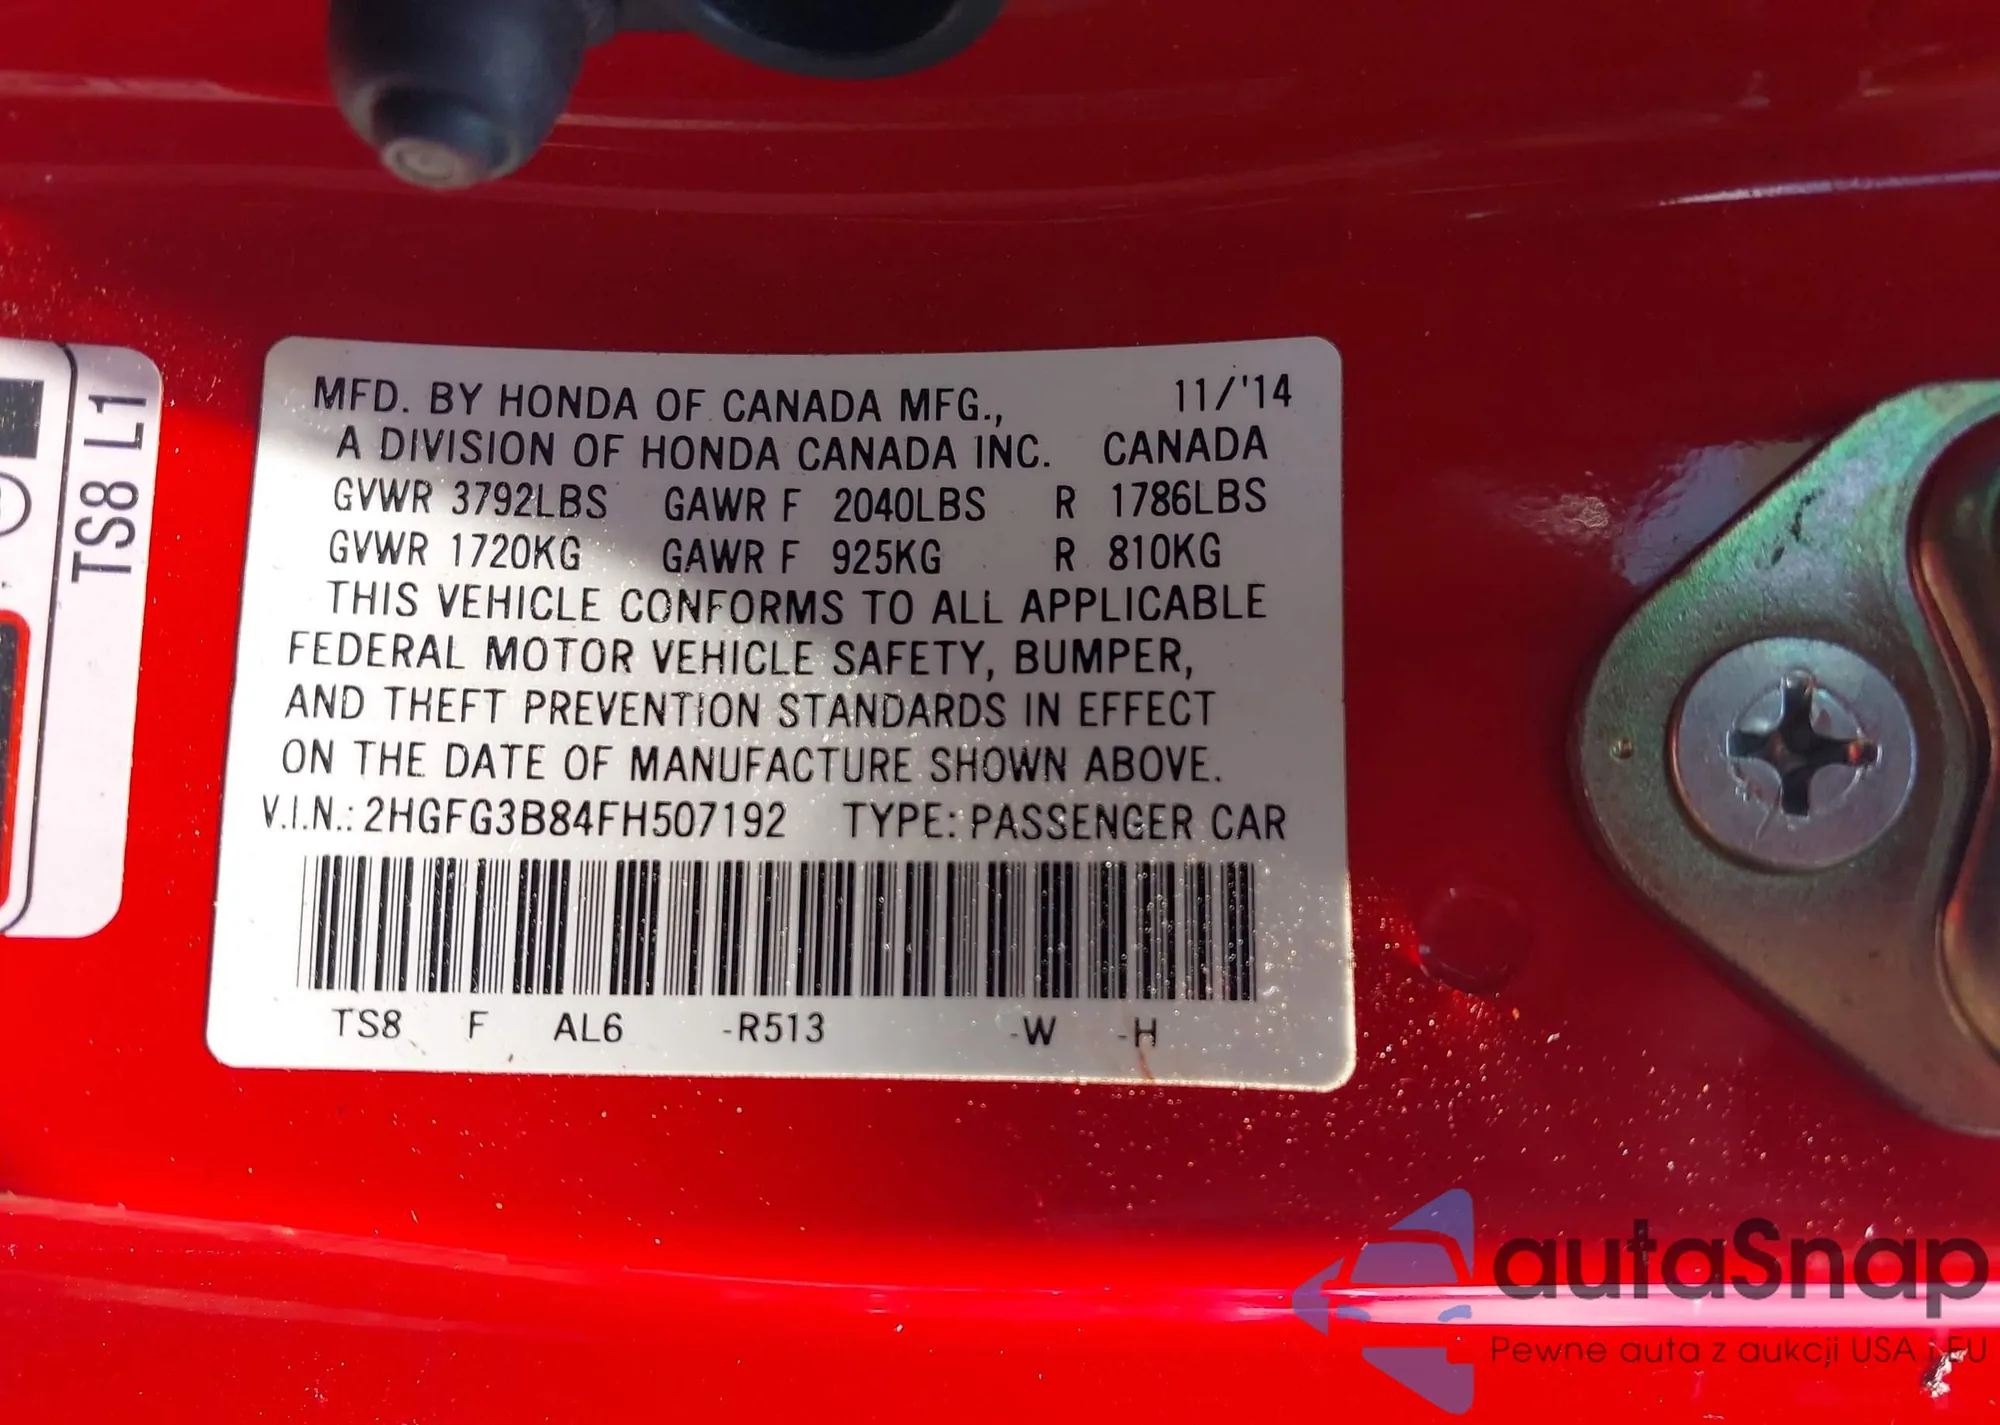 TS8 L1
MFD. BY HONDA OF CANADA MFG., 11/'14
A DIVISION OF HONDA CANADA INC. CANADA
GVWR 3792LBS GAWR F 2040LBS R 1786LBS
GVWR 1720KG GAWR F 925KG R 810KG
THIS VEHICLE CONFORMS TO ALL APPLICABLE
FEDERAL MOTOR VEHICLE SAFETY, BUMPER,
AND THEFT PREVENTION STANDARDS IN EFFECT
ON THE DATE OF MANUFACTURE SHOWN ABOVE.
V.I.N.: 2HGFG3B84FH507192 TYPE: PASSENGER CAR
TS8 F AL6 -R513 -W -H
autaSnap
Pewne auta z aukcji USA i EU